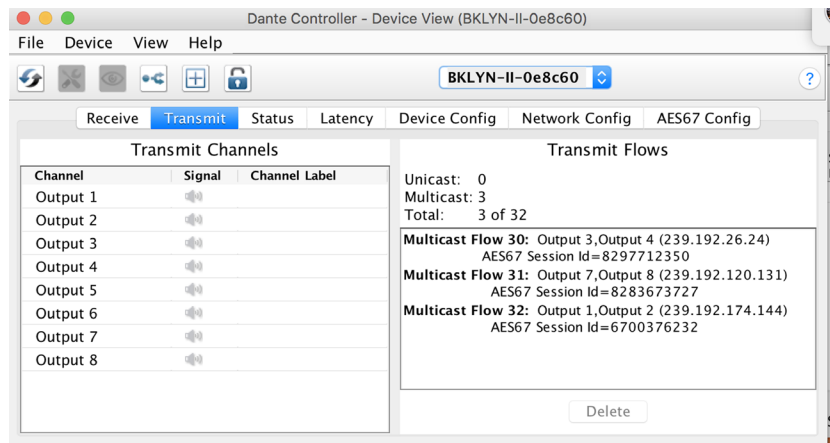 Dante Controller - Device View (BKLYN-II-0e8c60)
File Device View Help
BKLYN-II-0e8c60
?
Receive Transmit Status Latency Device Config Network Config AES67 Config
Transmit Channels
Channel Signal Channel Label
Output 1
Output 2
Output 3
Output 4
Output 5
Output 6
Output 7
Output 8
Transmit Flows
Unicast: 0
Multicast: 3
Total: 3 of 32
Multicast Flow 30: Output 3,Output 4 (239.192.26.24)
AES67 Session Id=8297712350
Multicast Flow 31: Output 7,Output 8 (239.192.120.131)
AES67 Session Id=8283673727
Multicast Flow 32: Output 1,Output 2 (239.192.174.144)
AES67 Session Id=6700376232
Delete